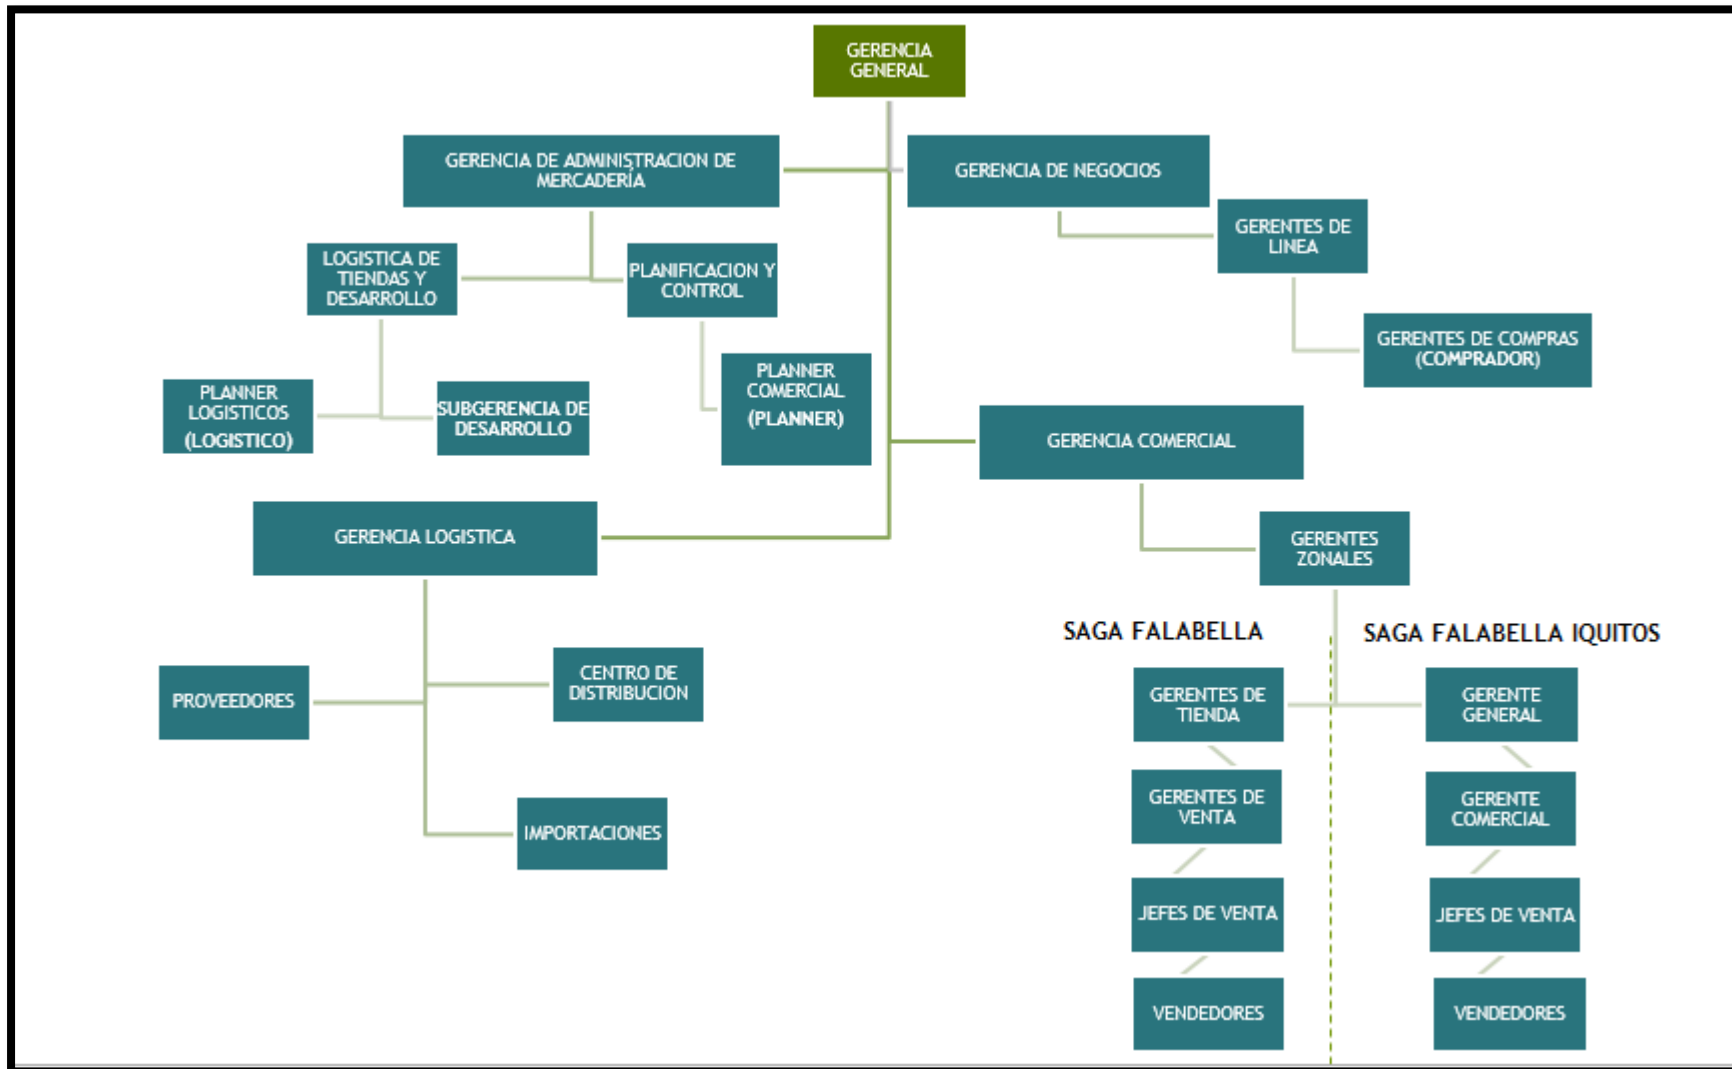 GERENCIA
GENERAL
GERENCIA DE ADMINISTRACION DE
MERCADERÍA
GERENCIA DE NEGOCIOS
GERENTES DE
LINEA
LOGISTICA DE
TIENDAS Y
DESARROLLO
PLANIFICACION Y
CONTROL
GERENTES DE COMPRAS
(COMPRADOR)
PLANNER
LOGISTICOS
(LOGISTICO)
SUBGERENCIA DE
DESARROLLO
PLANNER
COMERCIAL
(PLANNER)
GERENCIA COMERCIAL
GERENCIA LOGISTICA
GERENTES
ZONALES
SAGA FALABELLA
SAGA FALABELLA IQUITOS
PROVEEDORES
CENTRO DE
DISTRIBUCION
IMPORTACIONES
GERENTES DE
TIENDA
GERENTE
GENERAL
GERENTES DE
VENTA
GERENTE
COMERCIAL
JEFES DE VENTA
JEFES DE VENTA
VENDEDORES
VENDEDORES